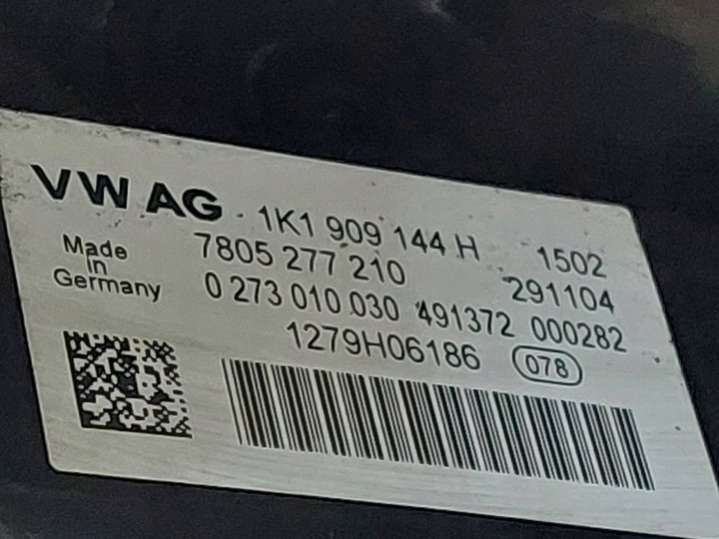 VW AG - 1K1 909 144 H 1502
Made in Germany
7805 277 210 291104
0 273 010 030 491372 000282
1279H06186 078